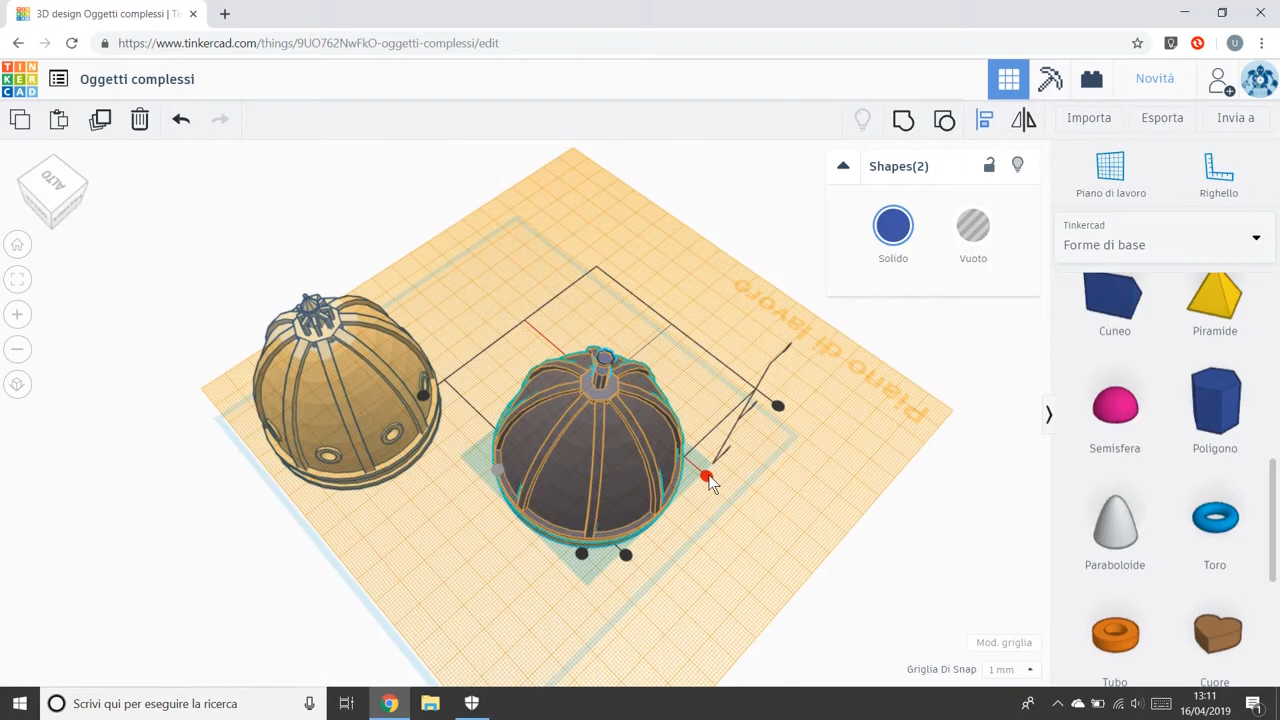 3D design Oggetti complessi | Ti
https://www.tinkercad.com/things/9UO762NwFkO-oggetti-complessi/edit
U
TIN
KER
CAD
Oggetti complessi
Novità
Importa
Esporta
Invia a
ALTO
Shapes(2)
Solido
Vuoto
Piano di lavoro
Righello
Tinkercad
Forme di base
Piano di lavoro
Cuneo
Piramide
Semisfera
Poligono
Paraboloide
Toro
Tubo
Cuore
Mod. griglia
Griglia Di Snap
1 mm
Scrivi qui per eseguire la ricerca
13:11
16/04/2019
1